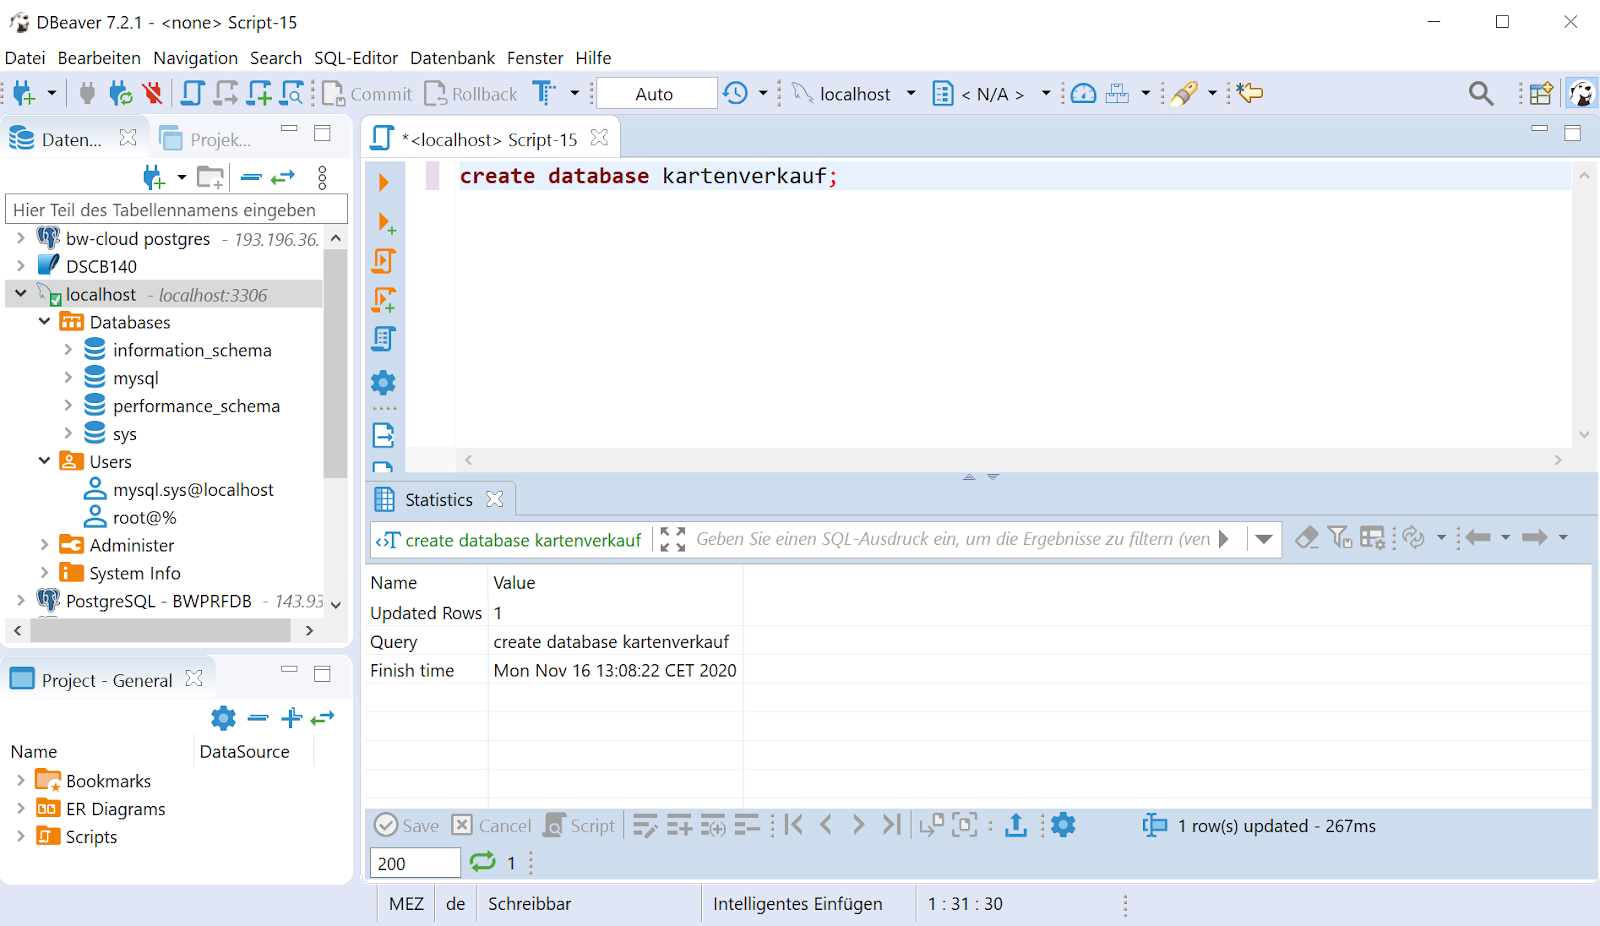 DBeaver 7.2.1 - <none> Script-15
Datei Bearbeiten Navigation Search SQL-Editor Datenbank Fenster Hilfe
Commit Rollback Auto localhost < N/A >
Daten... Projek...
*<localhost> Script-15
create database kartenverkauf;
Hier Teil des Tabellennamens eingeben
bw-cloud postgres - 193.196.36.
DSCB140
localhost - localhost:3306
Databases
information_schema
mysql
performance_schema
sys
Users
mysql.sys@localhost
root@%
Administer
System Info
PostgreSQL - BWPRFDB - 143.93
Statistics
create database kartenverkauf Geben Sie einen SQL-Ausdruck ein, um die Ergebnisse zu filtern (ver
Name Value
Updated Rows 1
Query create database kartenverkauf
Finish time Mon Nov 16 13:08:22 CET 2020
Project - General
Name DataSource
Bookmarks
ER Diagrams
Scripts
Save Cancel Script 1 row(s) updated - 267ms
200 1
MEZ de Schreibbar Intelligentes Einfügen 1 : 31 : 30